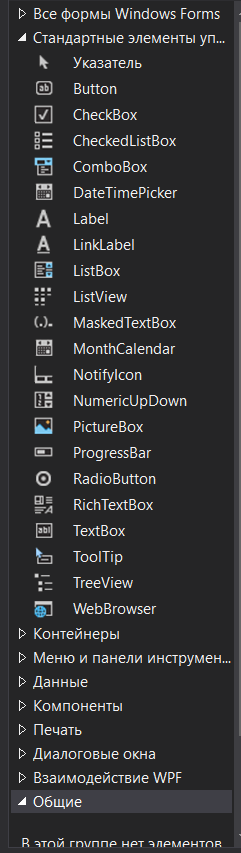 Все формы Windows Forms
Стандартные элементы уп...
Указатель
Button
CheckBox
CheckedListBox
ComboBox
DateTimePicker
Label
LinkLabel
ListBox
ListView
MaskedTextBox
MonthCalendar
NotifyIcon
NumericUpDown
PictureBox
ProgressBar
RadioButton
RichTextBox
TextBox
ToolTip
TreeView
WebBrowser
Контейнеры
Меню и панели инструмен...
Данные
Компоненты
Печать
Диалоговые окна
Взаимодействие WPF
Общие
В этой группе нет элементов